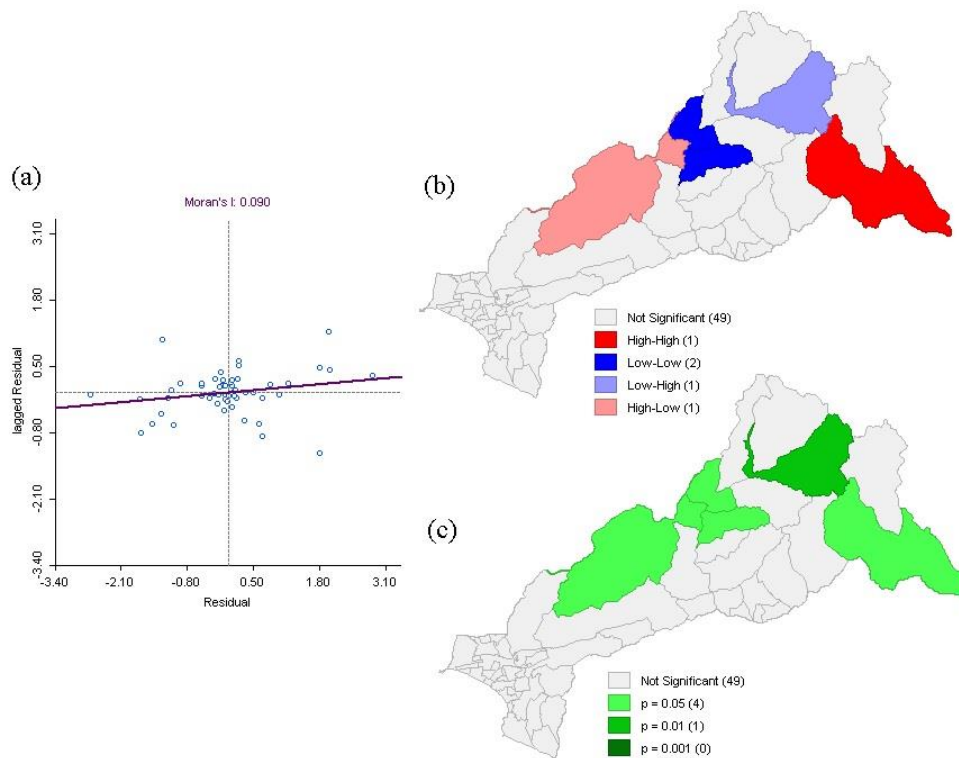 (a)
Moran's I: 0.090
lagged Residual
3.10
1.80
0.50
-0.80
-2.10
-3.40
-3.40 -2.10 -0.80 0.50 1.80 3.10
Residual
(b)
Not Significant (49)
High-High (1)
Low-Low (2)
Low-High (1)
High-Low (1)
(c)
Not Significant (49)
p = 0.05 (4)
p = 0.01 (1)
p = 0.001 (0)